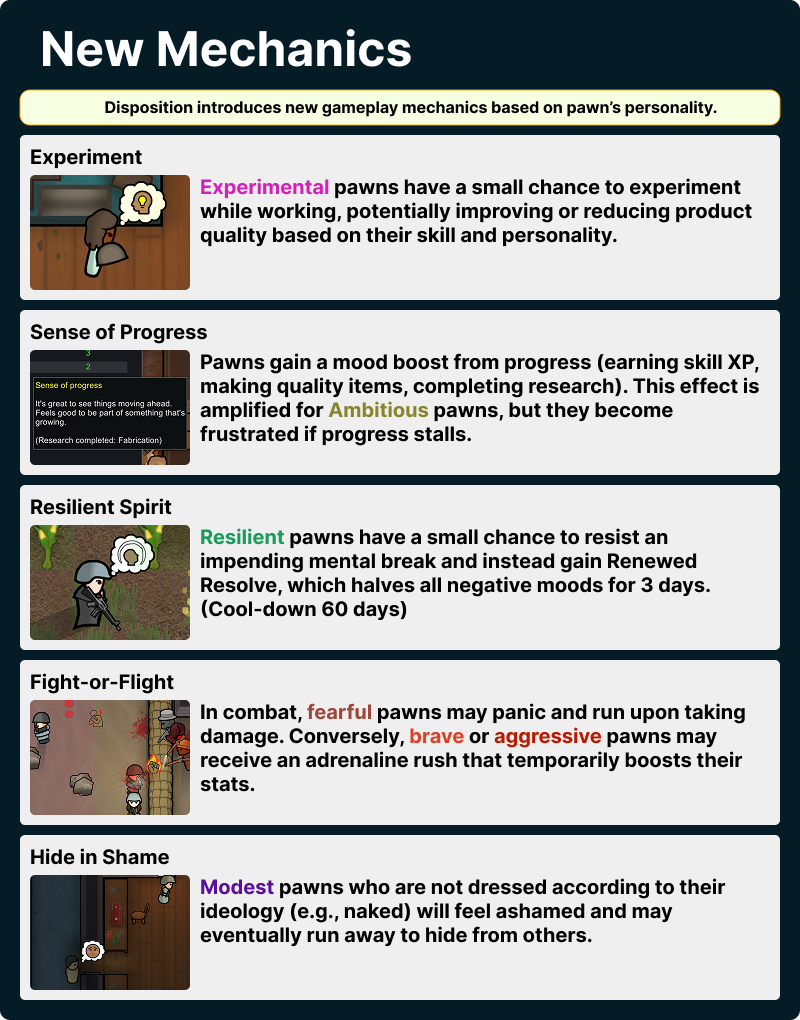 New Mechanics
Disposition introduces new gameplay mechanics based on pawn's personality.
Experiment
Experimental pawns have a small chance to experiment
while working, potentially improving or reducing product
quality based on their skill and personality.
Sense of Progress
3
2
Sense of progress
It's great to see things moving ahead.
Feels good to be part of something that's
growing.
(Research completed: Fabrication)
Pawns gain a mood boost from progress (earning skill XP,
making quality items, completing research). This effect is
amplified for Ambitious pawns, but they become
frustrated if progress stalls.
Resilient Spirit
Resilient pawns have a small chance to resist an
impending mental break and instead gain Renewed
Resolve, which halves all negative moods for 3 days.
(Cool-down 60 days)
Fight-or-Flight
In combat, fearful pawns may panic and run upon taking
damage. Conversely, brave or aggressive pawns may
receive an adrenaline rush that temporarily boosts their
stats.
Hide in Shame
Modest pawns who are not dressed according to their
ideology (e.g., naked) will feel ashamed and may
eventually run away to hide from others.